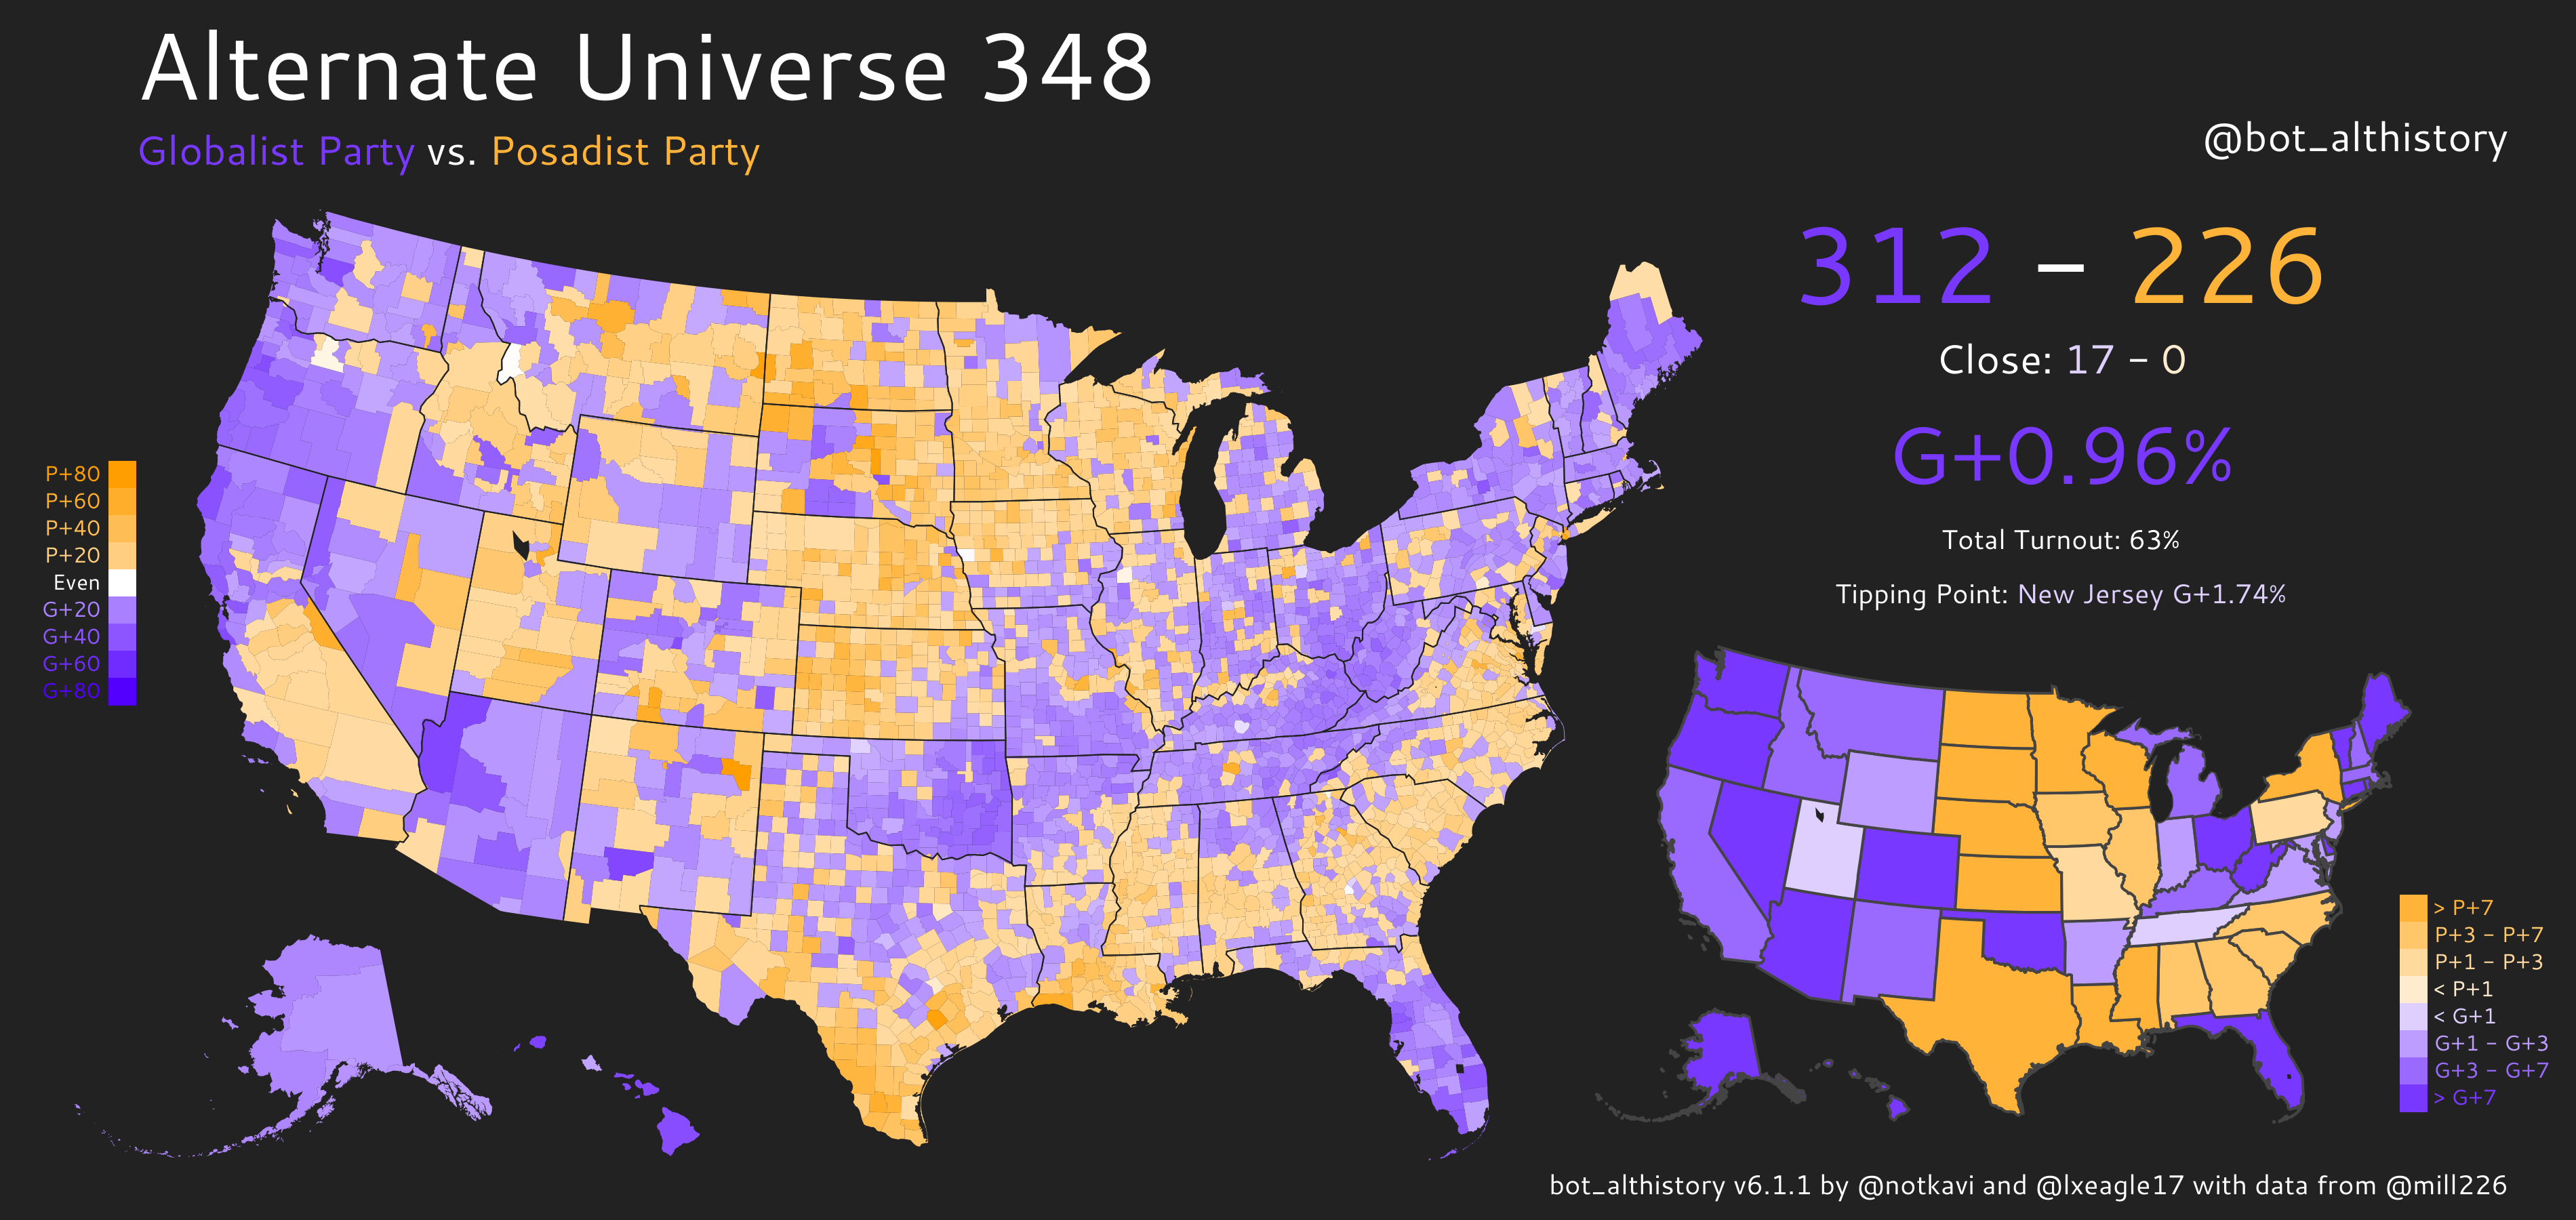 Alternate Universe 348
Globalist Party vs. Posadist Party
@bot_althistory
312 – 226
Close: 17 - 0
G+0.96%
Total Turnout: 63%
Tipping Point: New Jersey G+1.74%
P+80
P+60
P+40
P+20
Even
G+20
G+40
G+60
G+80
> P+7
P+3 - P+7
P+1 - P+3
< P+1
< G+1
G+1 - G+3
G+3 - G+7
> G+7
bot_althistory v6.1.1 by @notkavi and @lxeagle17 with data from @mill226